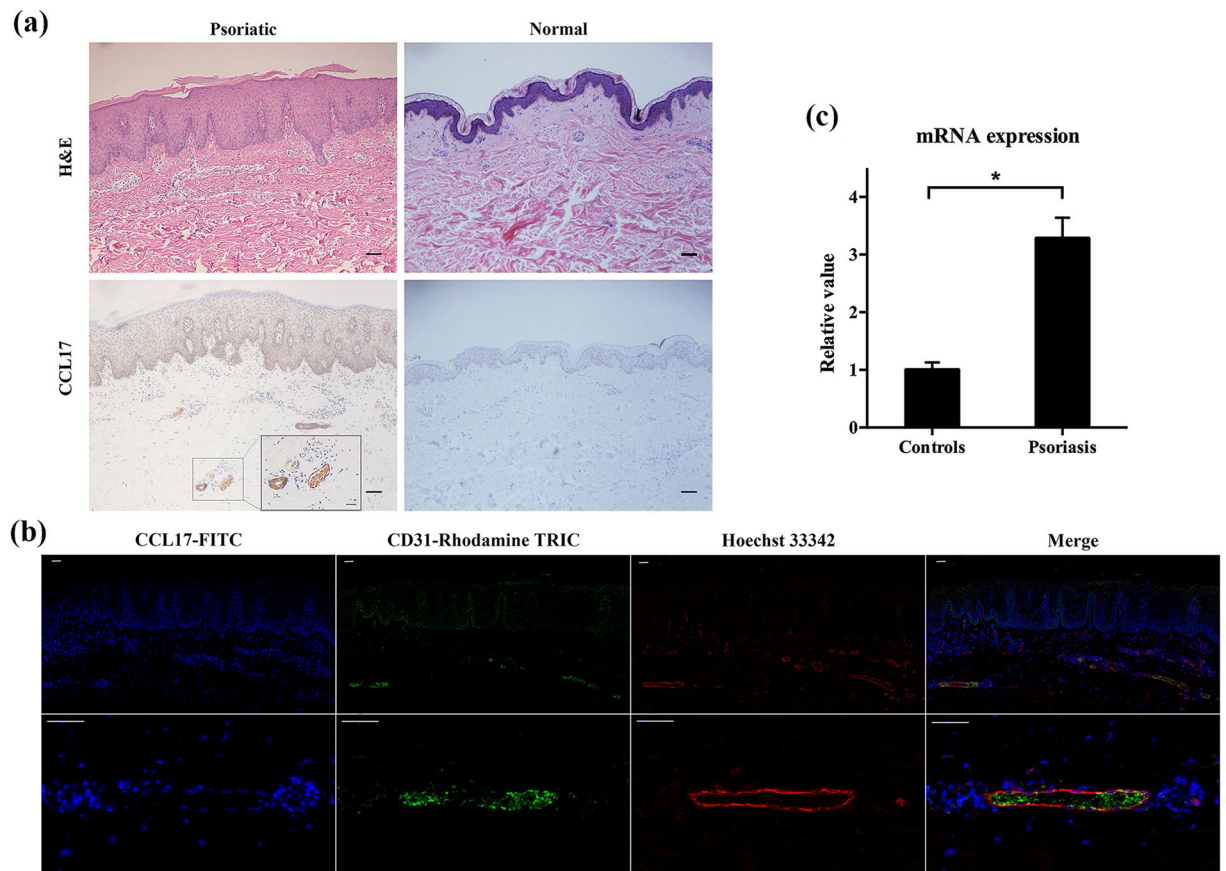 (a)
Psoriatic
Normal
H&E
CCL17
(c)
mRNA expression
*
Relative value
4
3
2
1
0
Controls
Psoriasis
(b)
CCL17-FITC
CD31-Rhodamine TRIC
Hoechst 33342
Merge